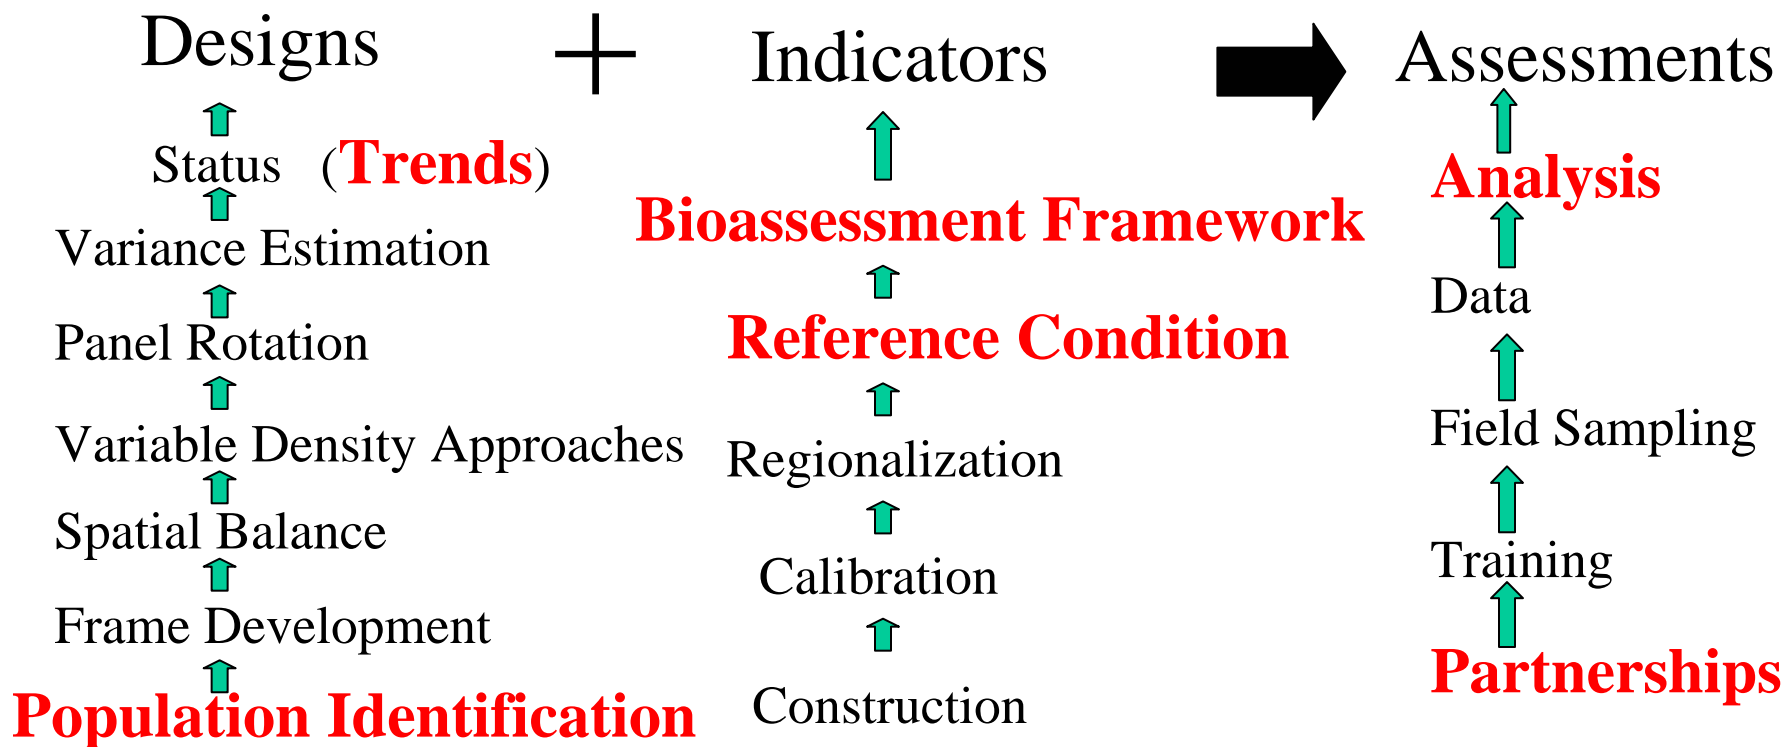 Designs + Indicators Assessments
Status (Trends)
Variance Estimation
Panel Rotation
Variable Density Approaches
Spatial Balance
Frame Development
Population Identification
Bioassessment Framework
Reference Condition
Regionalization
Calibration
Construction
Analysis
Data
Field Sampling
Training
Partnerships